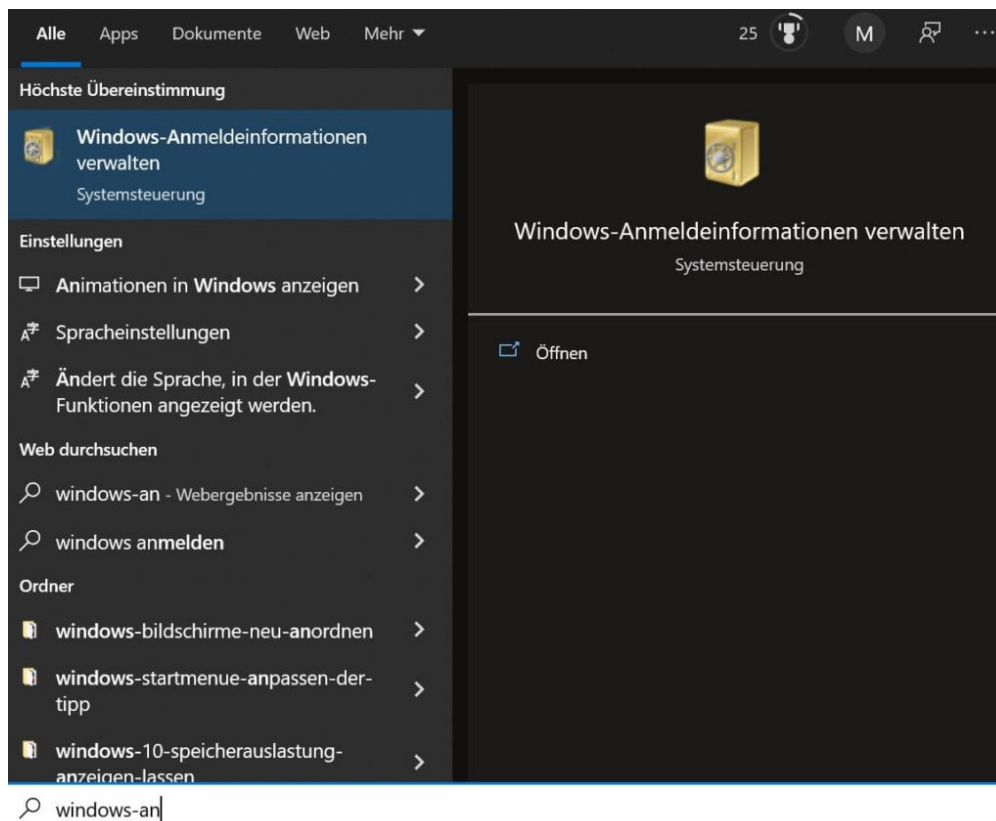 Alle Apps Dokumente Web Mehr
25 M ...
Höchste Übereinstimmung
Windows-Anmeldeinformationen
verwalten
Systemsteuerung
Einstellungen
Animationen in Windows anzeigen
Spracheinstellungen
Ändert die Sprache, in der Windows-
Funktionen angezeigt werden.
Web durchsuchen
windows-an - Webergebnisse anzeigen
windows anmelden
Ordner
windows-bildschirme-neu-anordnen
windows-startmenue-anpassen-der-
tipp
windows-10-speicherauslastung-
anzeigen-lassen
Windows-Anmeldeinformationen verwalten
Systemsteuerung
Öffnen
windows-an